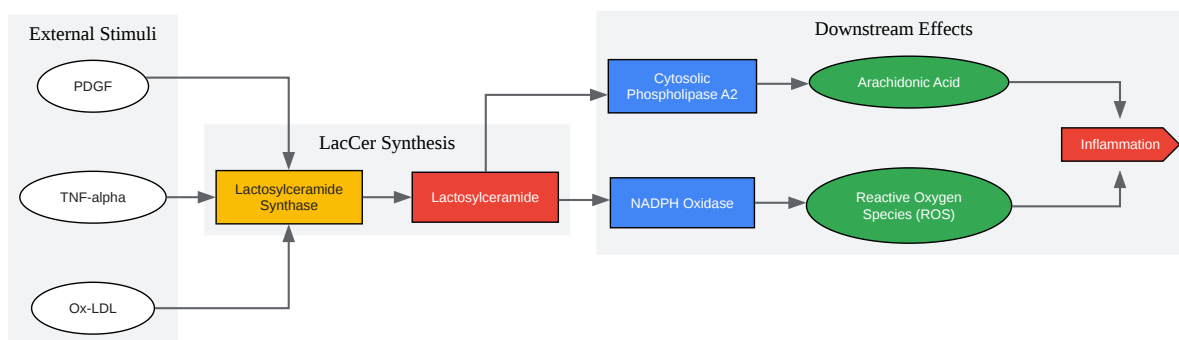 External Stimuli
PDGF
TNF-alpha
Ox-LDL
LacCer Synthesis
Lactosylceramide
Synthase
Lactosylceramide
Downstream Effects
Cytosolic
Phospholipase A2
Arachidonic Acid
NADPH Oxidase
Reactive Oxygen
Species (ROS)
Inflammation